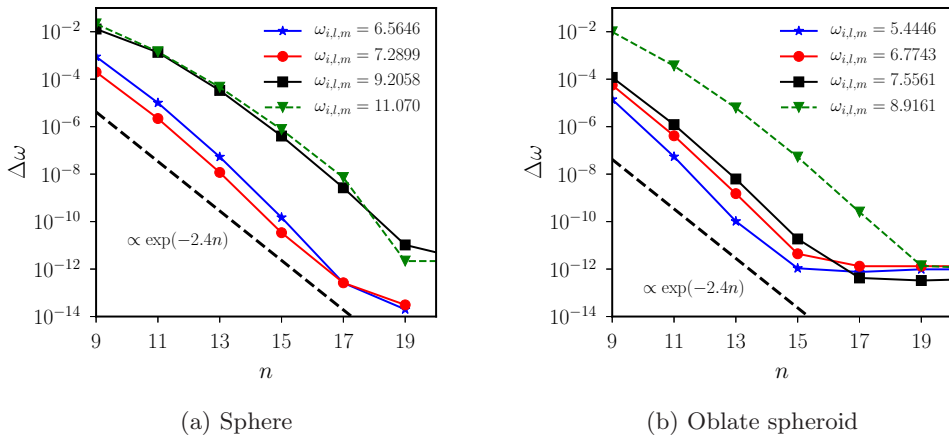 10⁻²
10⁻⁴
10⁻⁶
10⁻⁸
10⁻¹⁰
10⁻¹²
10⁻¹⁴
Δω
9 11 13 15 17 19
n
ω_{i,l,m} = 6.5646
ω_{i,l,m} = 7.2899
ω_{i,l,m} = 9.2058
ω_{i,l,m} = 11.070
∝ exp(−2.4n)
(a) Sphere
10⁻²
10⁻⁴
10⁻⁶
10⁻⁸
10⁻¹⁰
10⁻¹²
10⁻¹⁴
Δω
9 11 13 15 17 19
n
ω_{i,l,m} = 5.4446
ω_{i,l,m} = 6.7743
ω_{i,l,m} = 7.5561
ω_{i,l,m} = 8.9161
∝ exp(−2.4n)
(b) Oblate spheroid